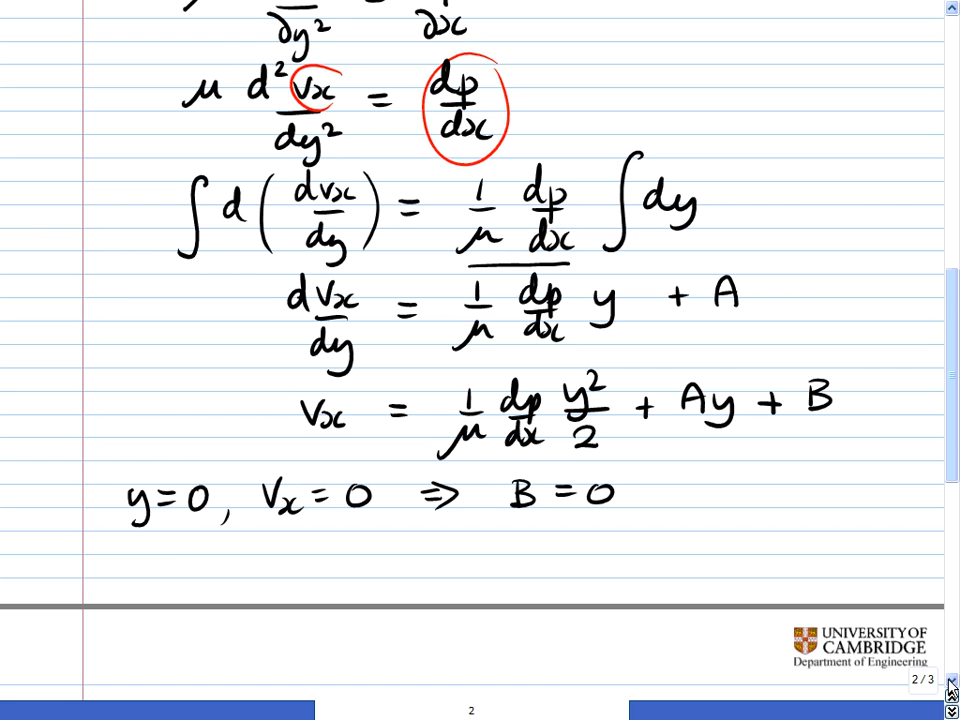 ∂y² ∂x
μ d²vx/dy² = dp/dx
∫ d (dvx/dy) = 1/μ dp/dx ∫ dy
dvx/dy = 1/μ dp/dx y + A
vx = 1/μ dp/dx y²/2 + Ay + B
y = 0, Vx = 0 ⇒ B = 0
UNIVERSITY OF
CAMBRIDGE
Department of Engineering
2 / 3
2